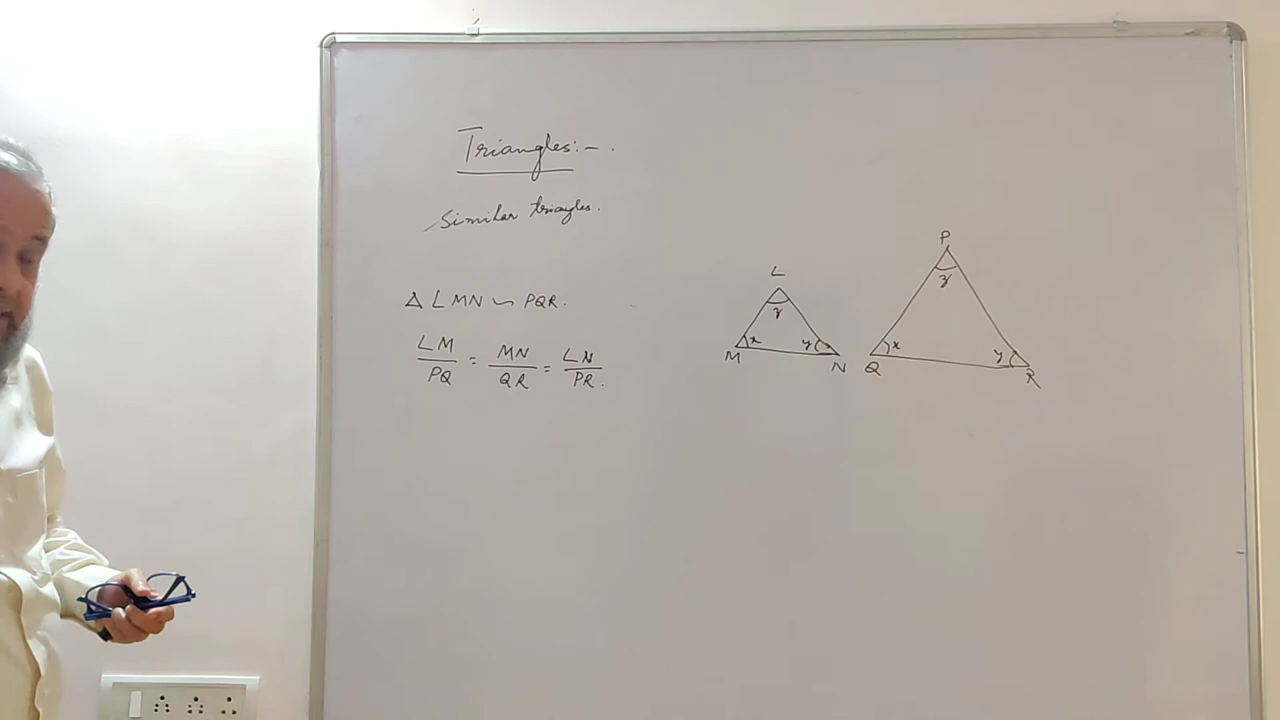 Triangles:- .
Similar triangles.
Δ LMN ∽ PQR.
LM/PQ = MN/QR = LN/PR.
L
z
x
y
M
N
P
z
x
y
Q
R